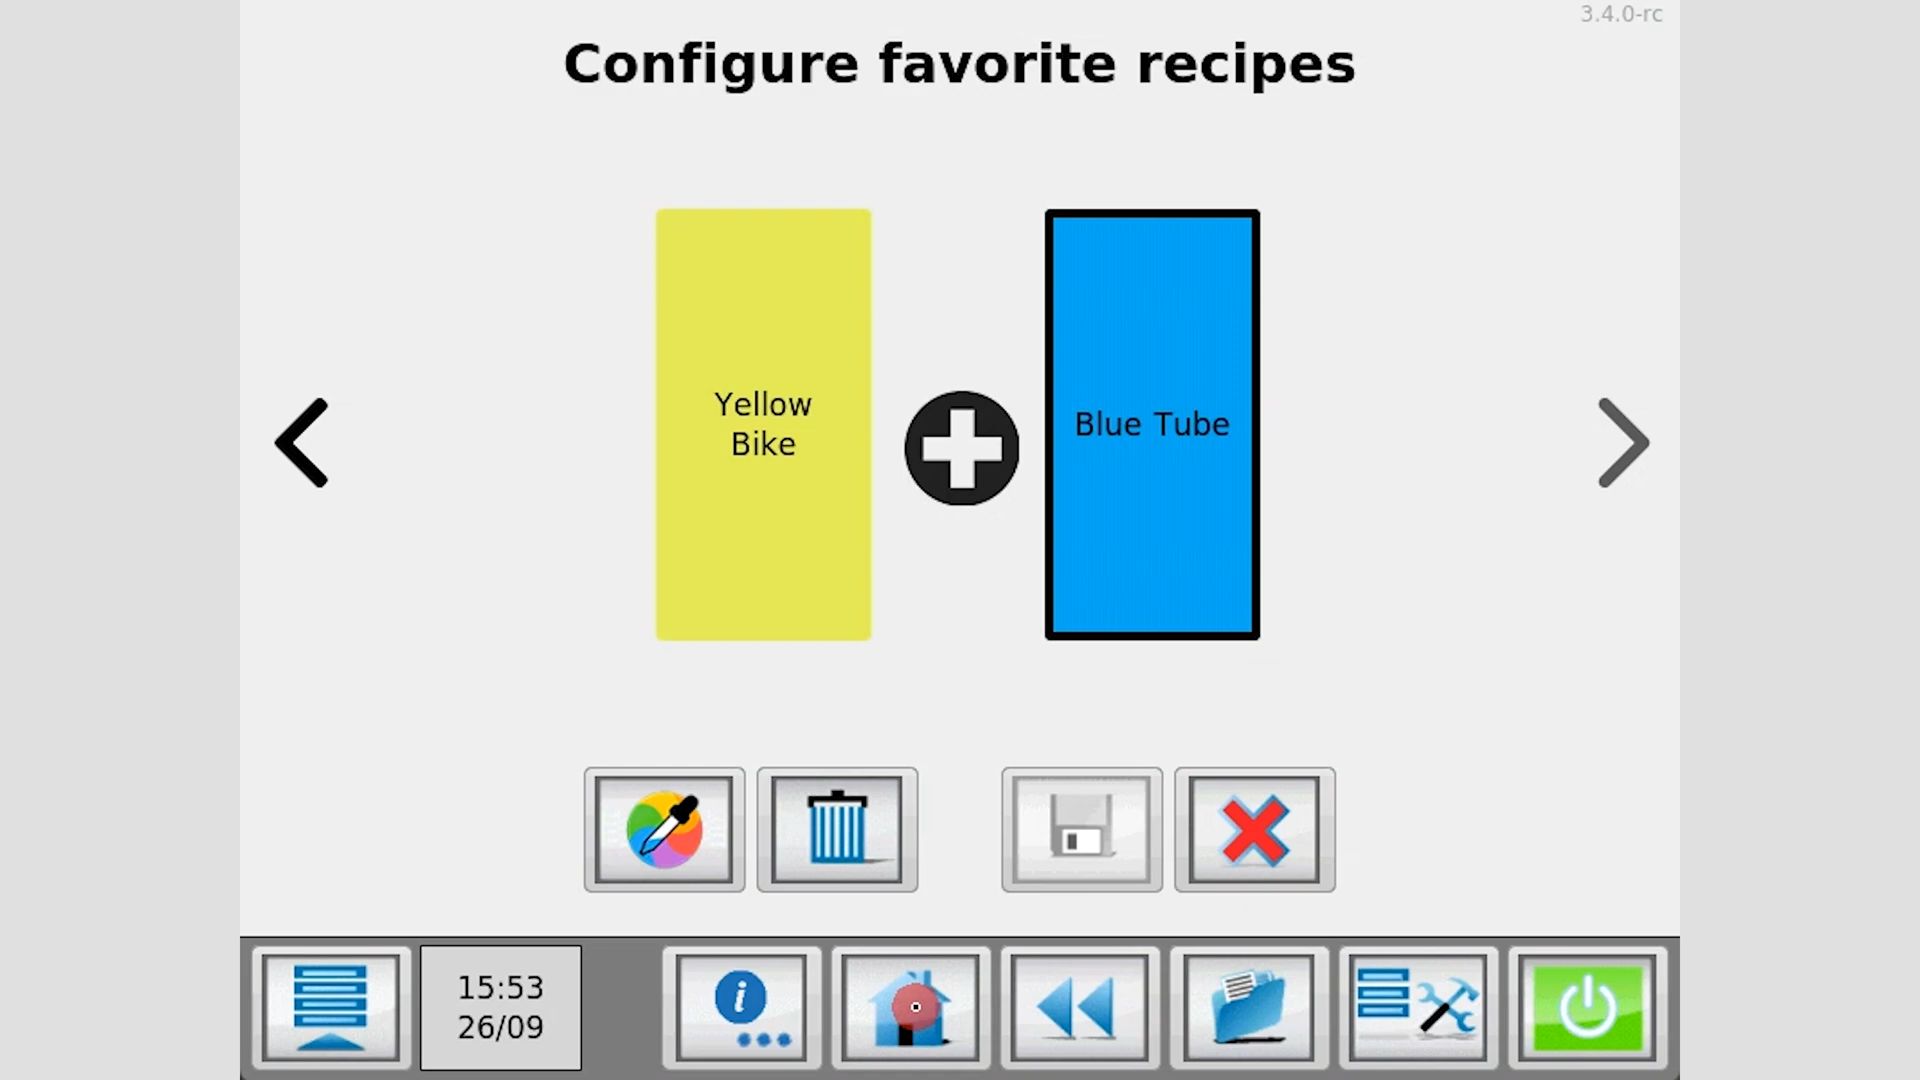 3.4.0-rc
Configure favorite recipes
Yellow
Bike
Blue Tube
15:53
26/09